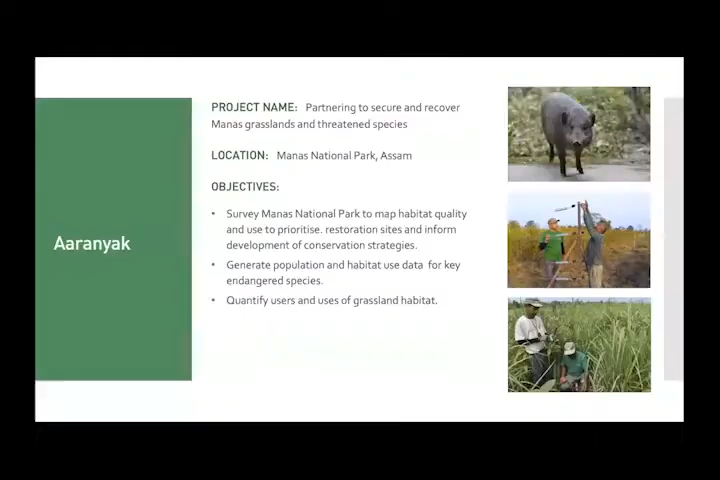 Aaranyak
PROJECT NAME: Partnering to secure and recover
Manas grasslands and threatened species
LOCATION: Manas National Park, Assam
OBJECTIVES:
• Survey Manas National Park to map habitat quality
and use to prioritise. restoration sites and inform
development of conservation strategies.
• Generate population and habitat use data for key
endangered species.
• Quantify users and uses of grassland habitat.